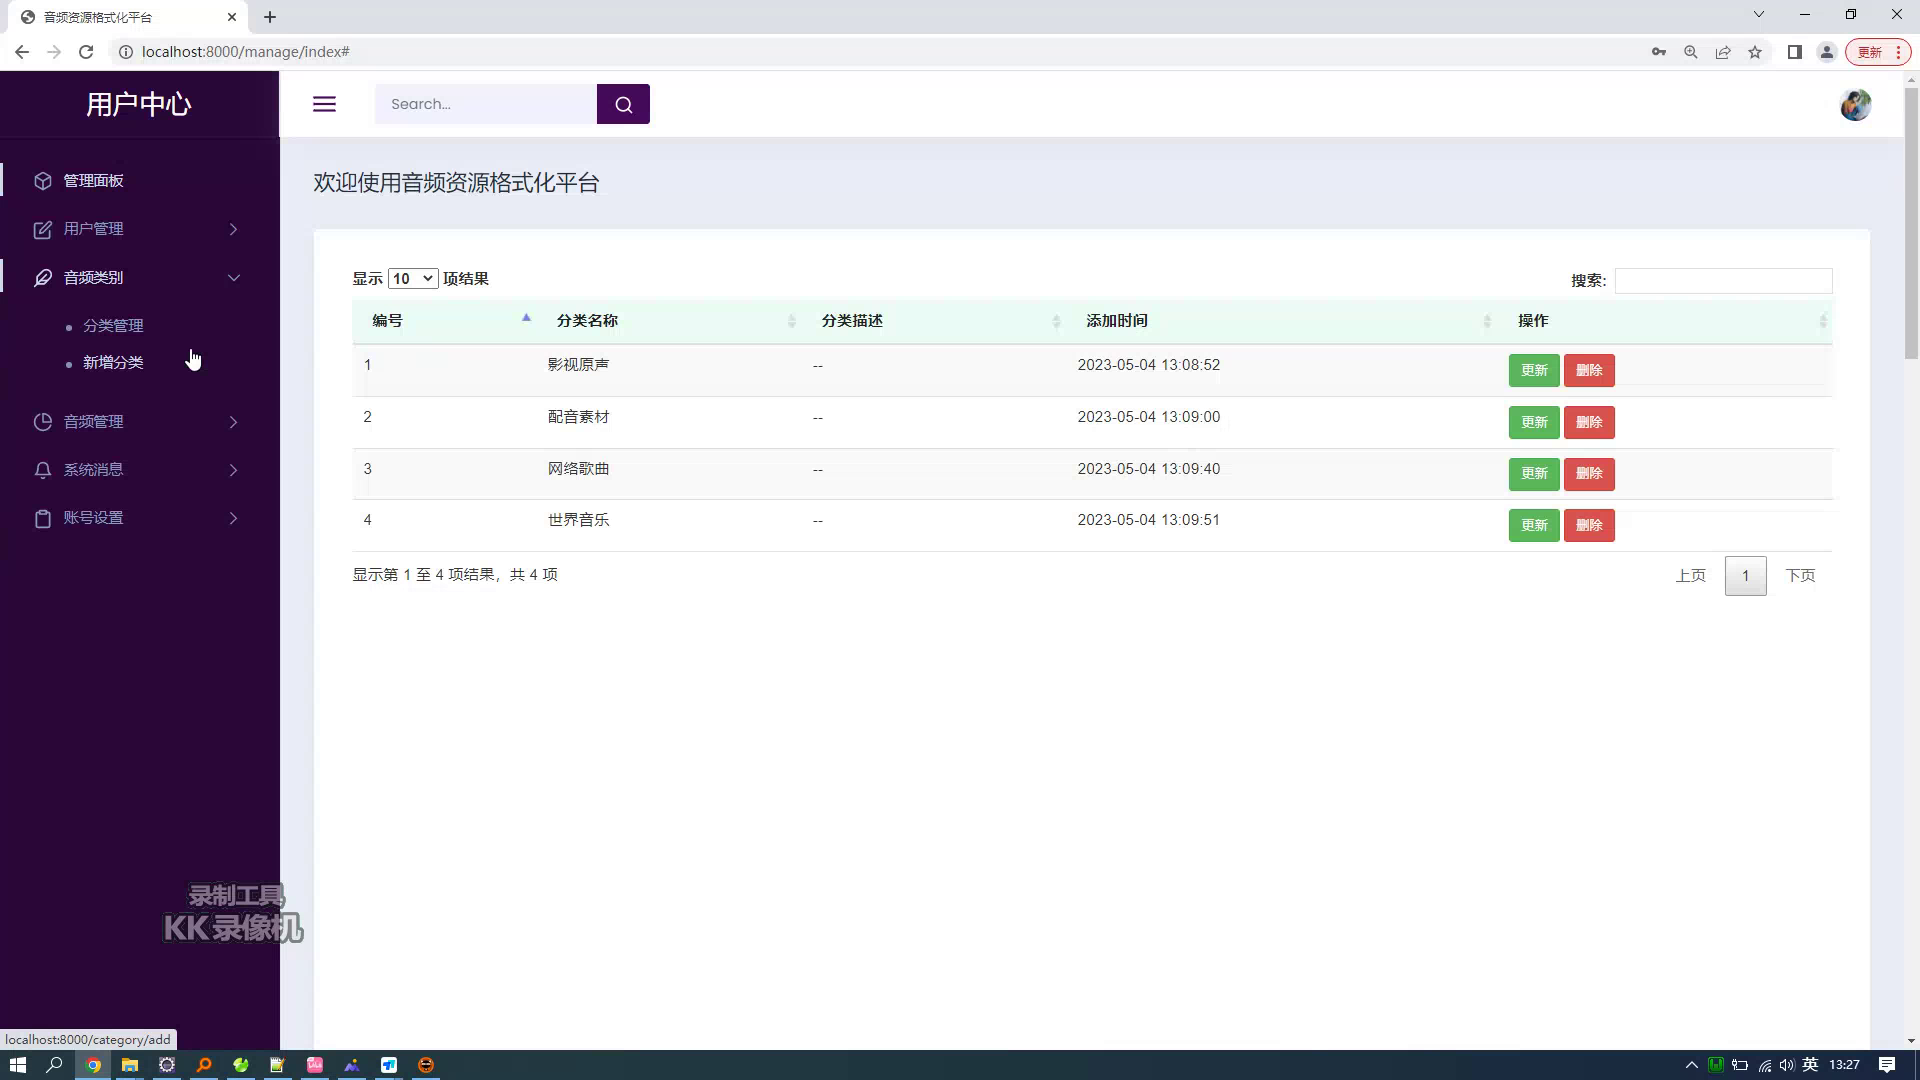 音频资源格式化平台
localhost:8000/manage/index#
更新
用户中心
Search...
管理面板
用户管理
音频类别
分类管理
新增分类
音频管理
系统消息
账号设置
欢迎使用音频资源格式化平台
显示 10 项结果
搜索:
编号 分类名称 分类描述 添加时间 操作
1 影视原声 -- 2023-05-04 13:08:52 更新 删除
2 配音素材 -- 2023-05-04 13:09:00 更新 删除
3 网络歌曲 -- 2023-05-04 13:09:40 更新 删除
4 世界音乐 -- 2023-05-04 13:09:51 更新 删除
显示第 1 至 4 项结果，共 4 项
上页 1 下页
录制工具
KK录像机
localhost:8000/category/add
英 13:27